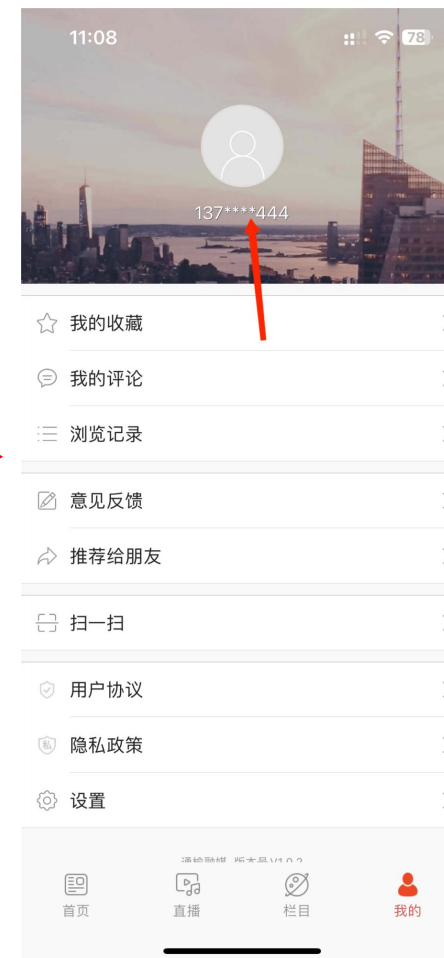 11:08
78
137****444
我的收藏
我的评论
浏览记录
意见反馈
推荐给朋友
扫一扫
用户协议
私
隐私政策
设置
首页
直播
栏目
我的